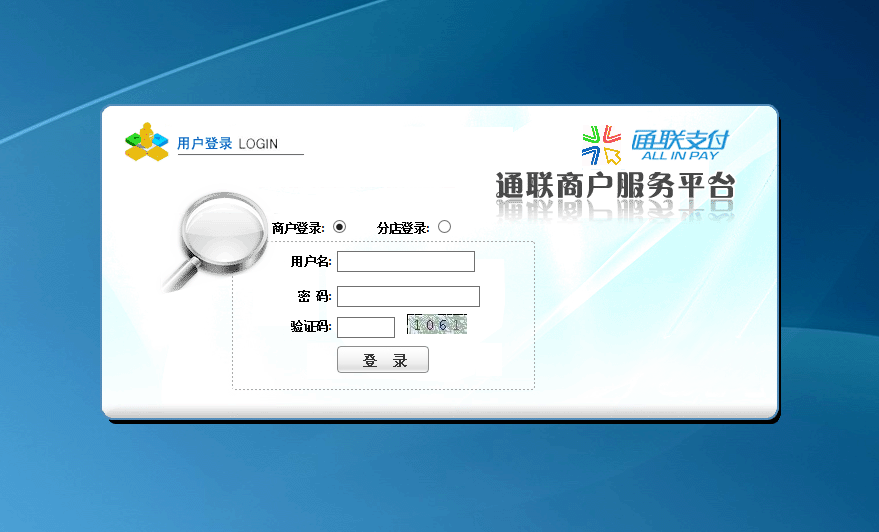 用户登录 LOGIN
通联支付
ALL IN PAY
通联商户服务平台
商户登录: 分店登录:
用户名:
密 码:
验证码: 1061
登 录